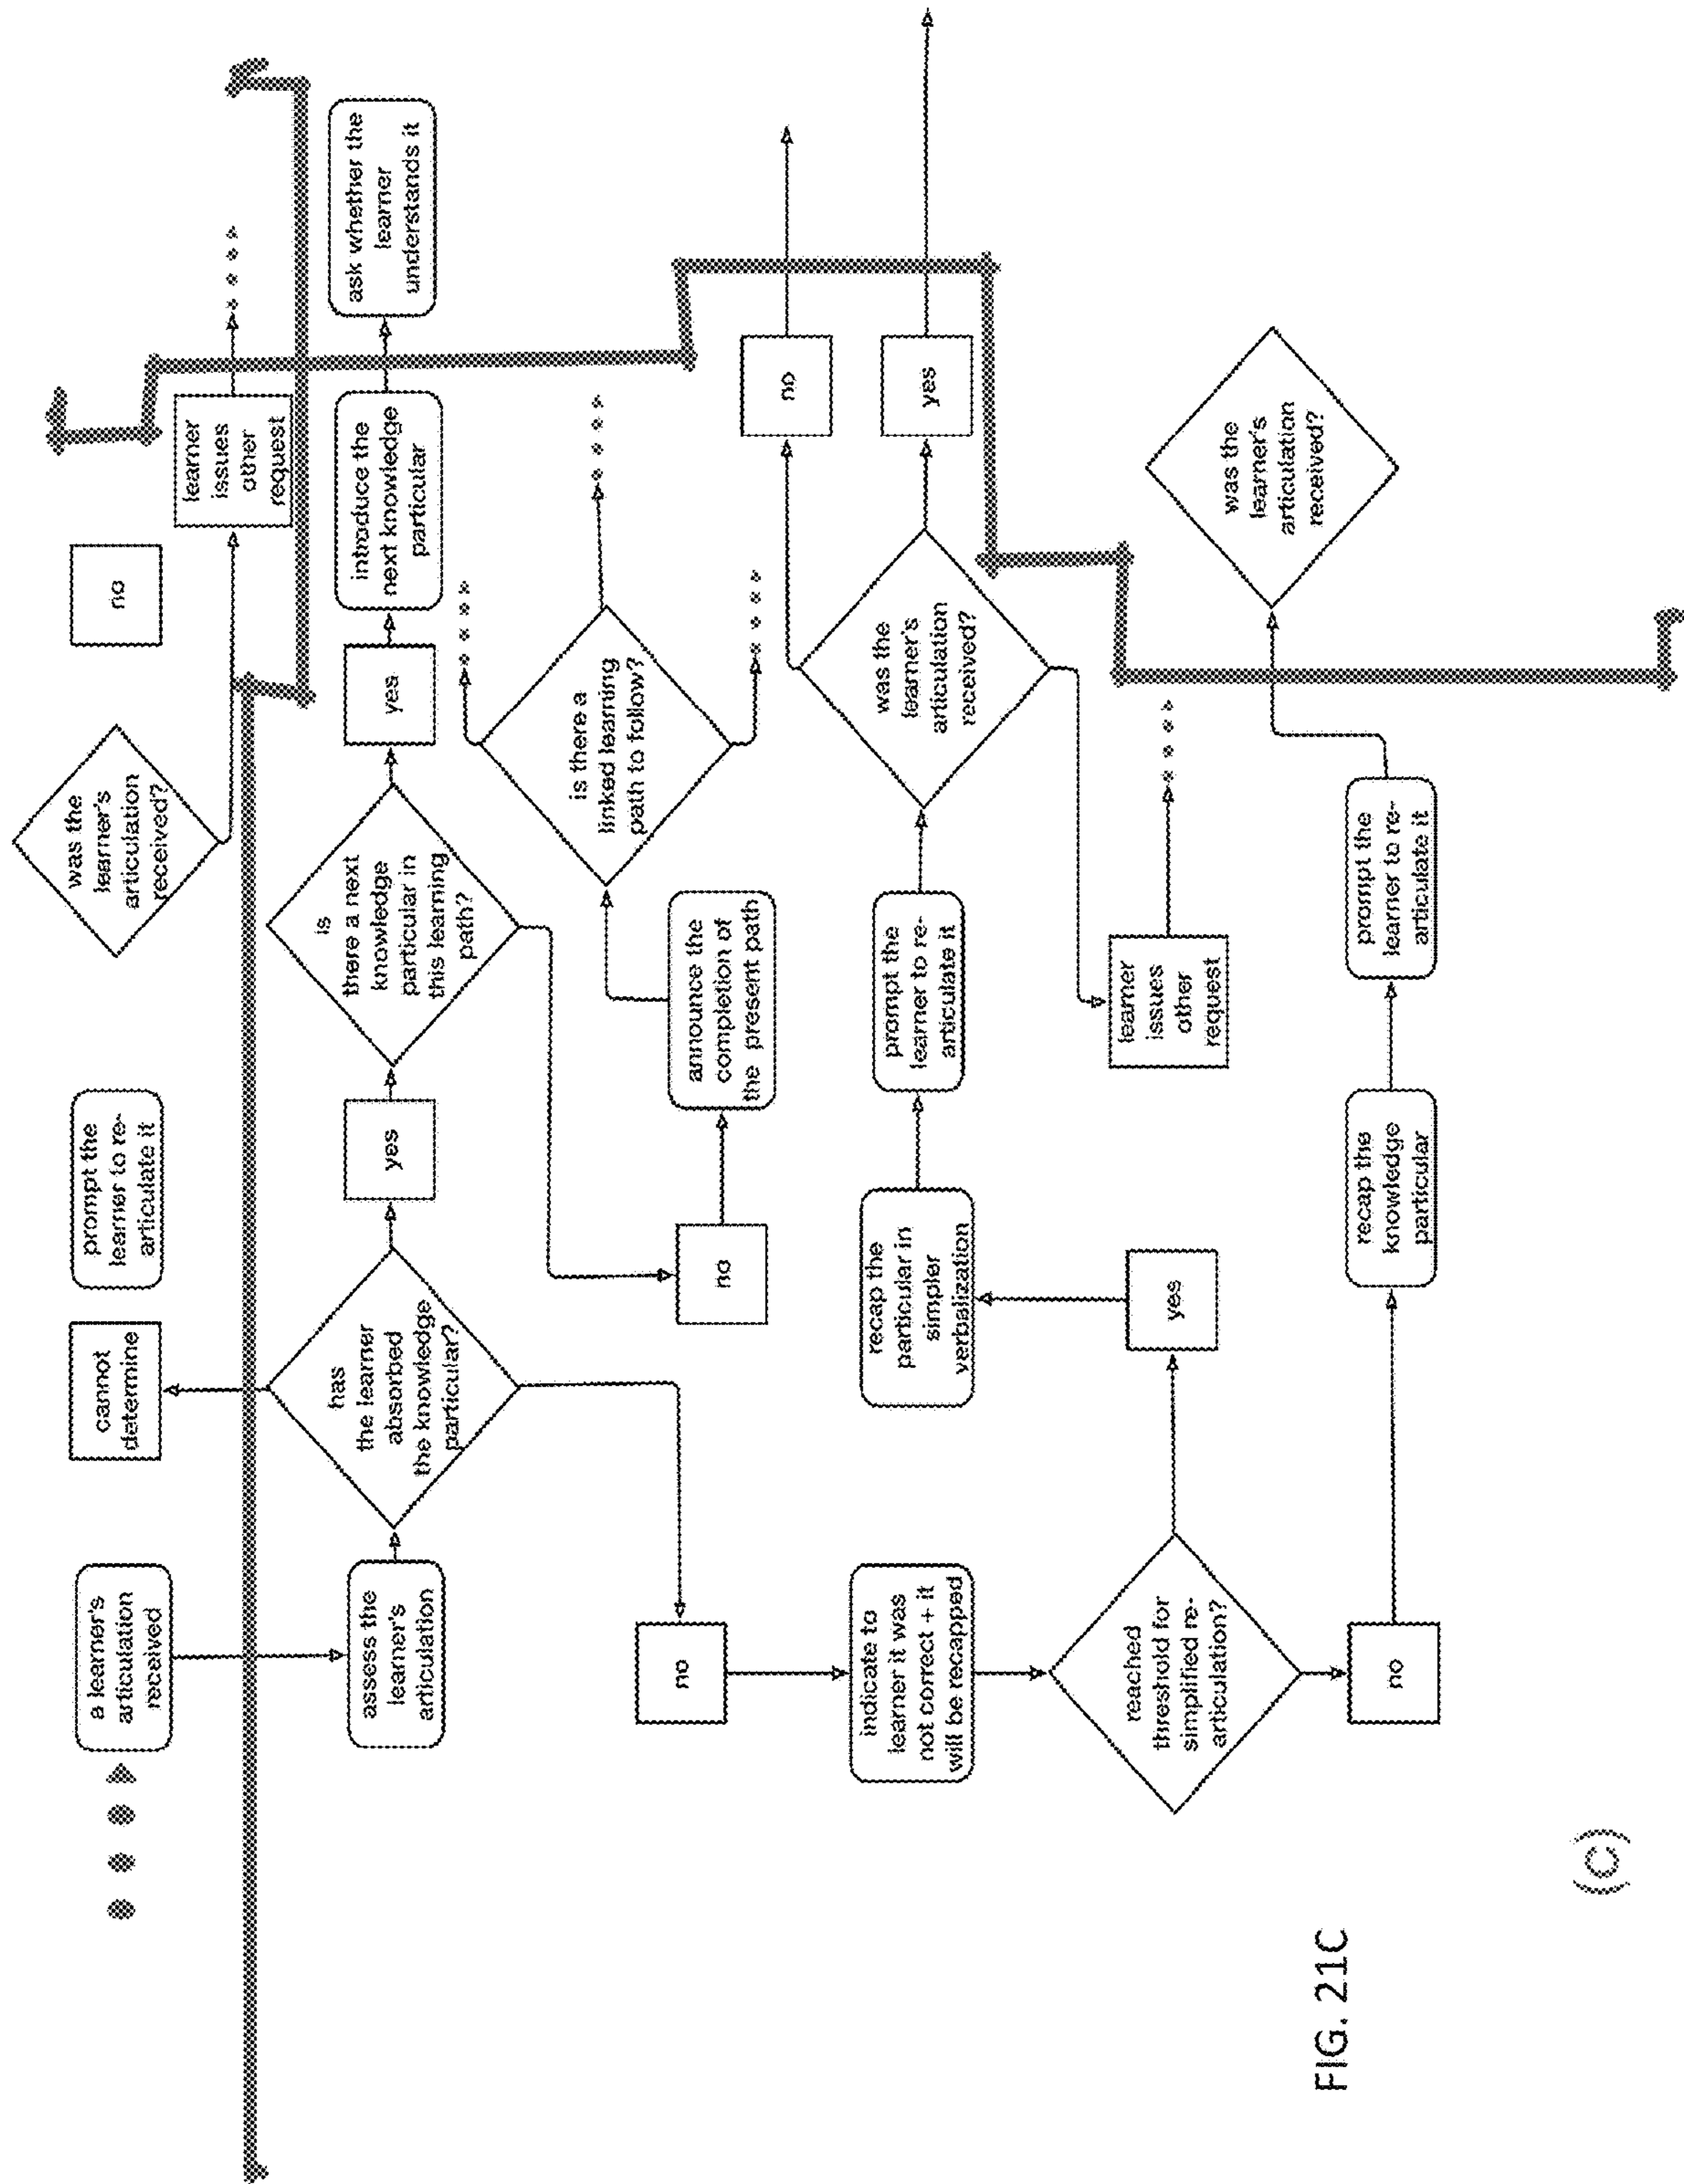 a learner's
articulation
received
cannot
determine
prompt the
learner to re-
articulate it
was the
learner's
articulation
received?
no
learner
issues
other
request
assess the
learner's
articulation
has
the learner
absorbed
the knowledge
particular?
yes
is
there a next
knowledge
particular in
this learning
path?
yes
introduce the
next knowledge
particular
ask whether the
learner
understands it
no
no
announce the
completion of
the present path
is there a
linked learning
path to follow?
indicate to
learner it was
not correct + it
will be recapped
recap the
particular in
simpler
verbalization
prompt the
learner to re-
articulate it
was the
learner's
articulation
received?
no
yes
reached
threshold for
simplified re-
articulation?
yes
learner
issues
other
request
no
recap the
knowledge
particular
prompt the
learner to re-
articulate it
was the
learner's
articulation
received?
FIG. 21C
(c)